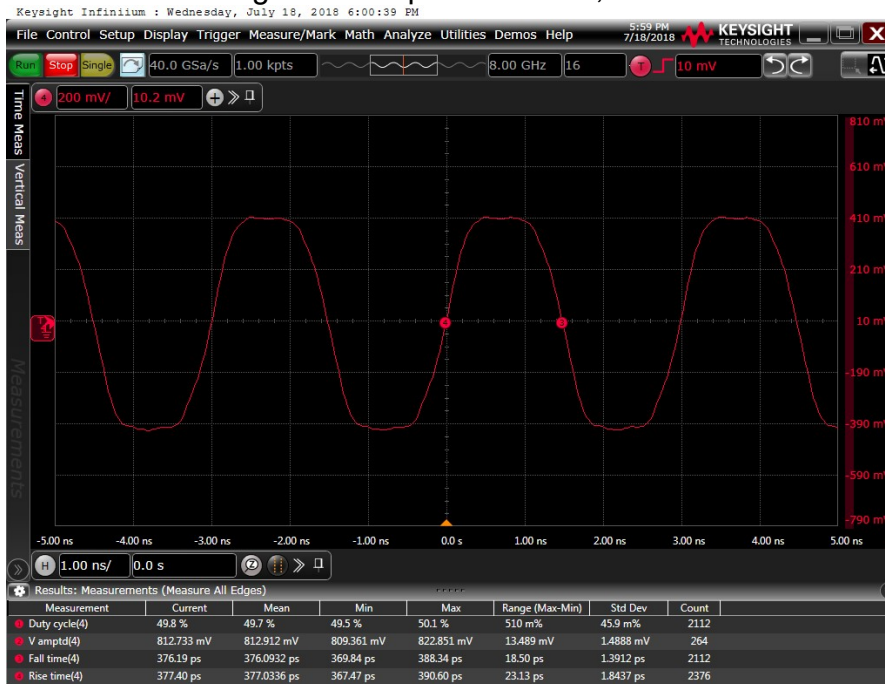 Keysight Infiniium : Wednesday, July 18, 2018 6:00:39 PM
File Control Setup Display Trigger Measure/Mark Math Analyze Utilities Demos Help 5:59 PM 7/18/2018 KEYSIGHT TECHNOLOGIES X
Run Stop Single 40.0 GSa/s 1.00 kpts 8.00 GHz 16 T 10 mV
4 200 mV/ 10.2 mV +
Time Meas
Vertical Meas
Measurements
810 m
610 m
410 m
210 m
10 m
-190 m
-390 m
-590 m
-790 m
4 3
-5.00 ns -4.00 ns -3.00 ns -2.00 ns -1.00 ns 0.0 s 1.00 ns 2.00 ns 3.00 ns 4.00 ns 5.00 ns
H 1.00 ns/ 0.0 s Z
Results: Measurements (Measure All Edges)
Measurement Current Mean Min Max Range (Max-Min) Std Dev Count
Duty cycle(4) 49.8 % 49.7 % 49.5 % 50.1 % 510 m% 45.9 m% 2112
V amptd(4) 812.733 mV 812.912 mV 809.361 mV 822.851 mV 13.489 mV 1.4888 mV 264
Fall time(4) 376.19 ps 376.0932 ps 369.84 ps 388.34 ps 18.50 ps 1.3912 ps 2112
Rise time(4) 377.40 ps 377.0336 ps 367.47 ps 390.60 ps 23.13 ps 1.8437 ps 2376